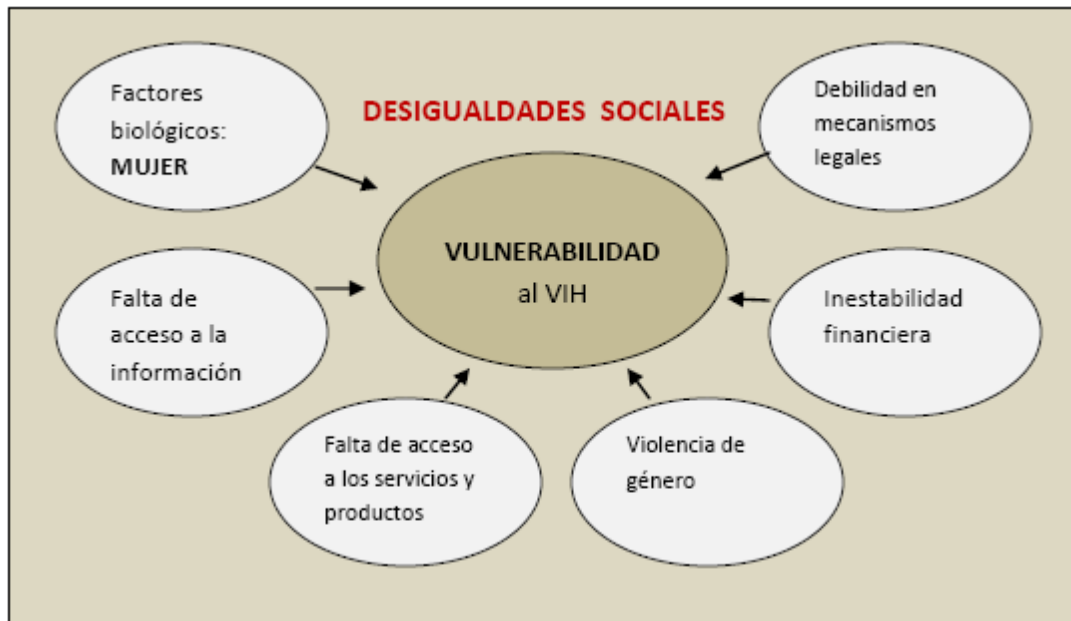 DESIGUALDADES SOCIALES
Factores
biológicos:
MUJER
Debilidad en
mecanismos
legales
VULNERABILIDAD
al VIH
Falta de
acceso a la
información
Inestabilidad
financiera
Falta de acceso
a los servicios y
productos
Violencia de
género